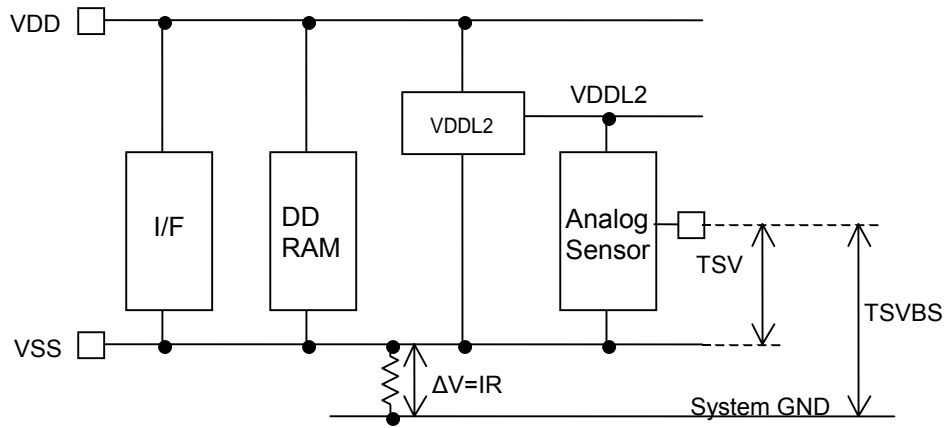 VDD
VDDL2
VDDL2
I/F
DD
RAM
Analog
Sensor
TSV
TSVBS
VSS
ΔV=IR
System GND